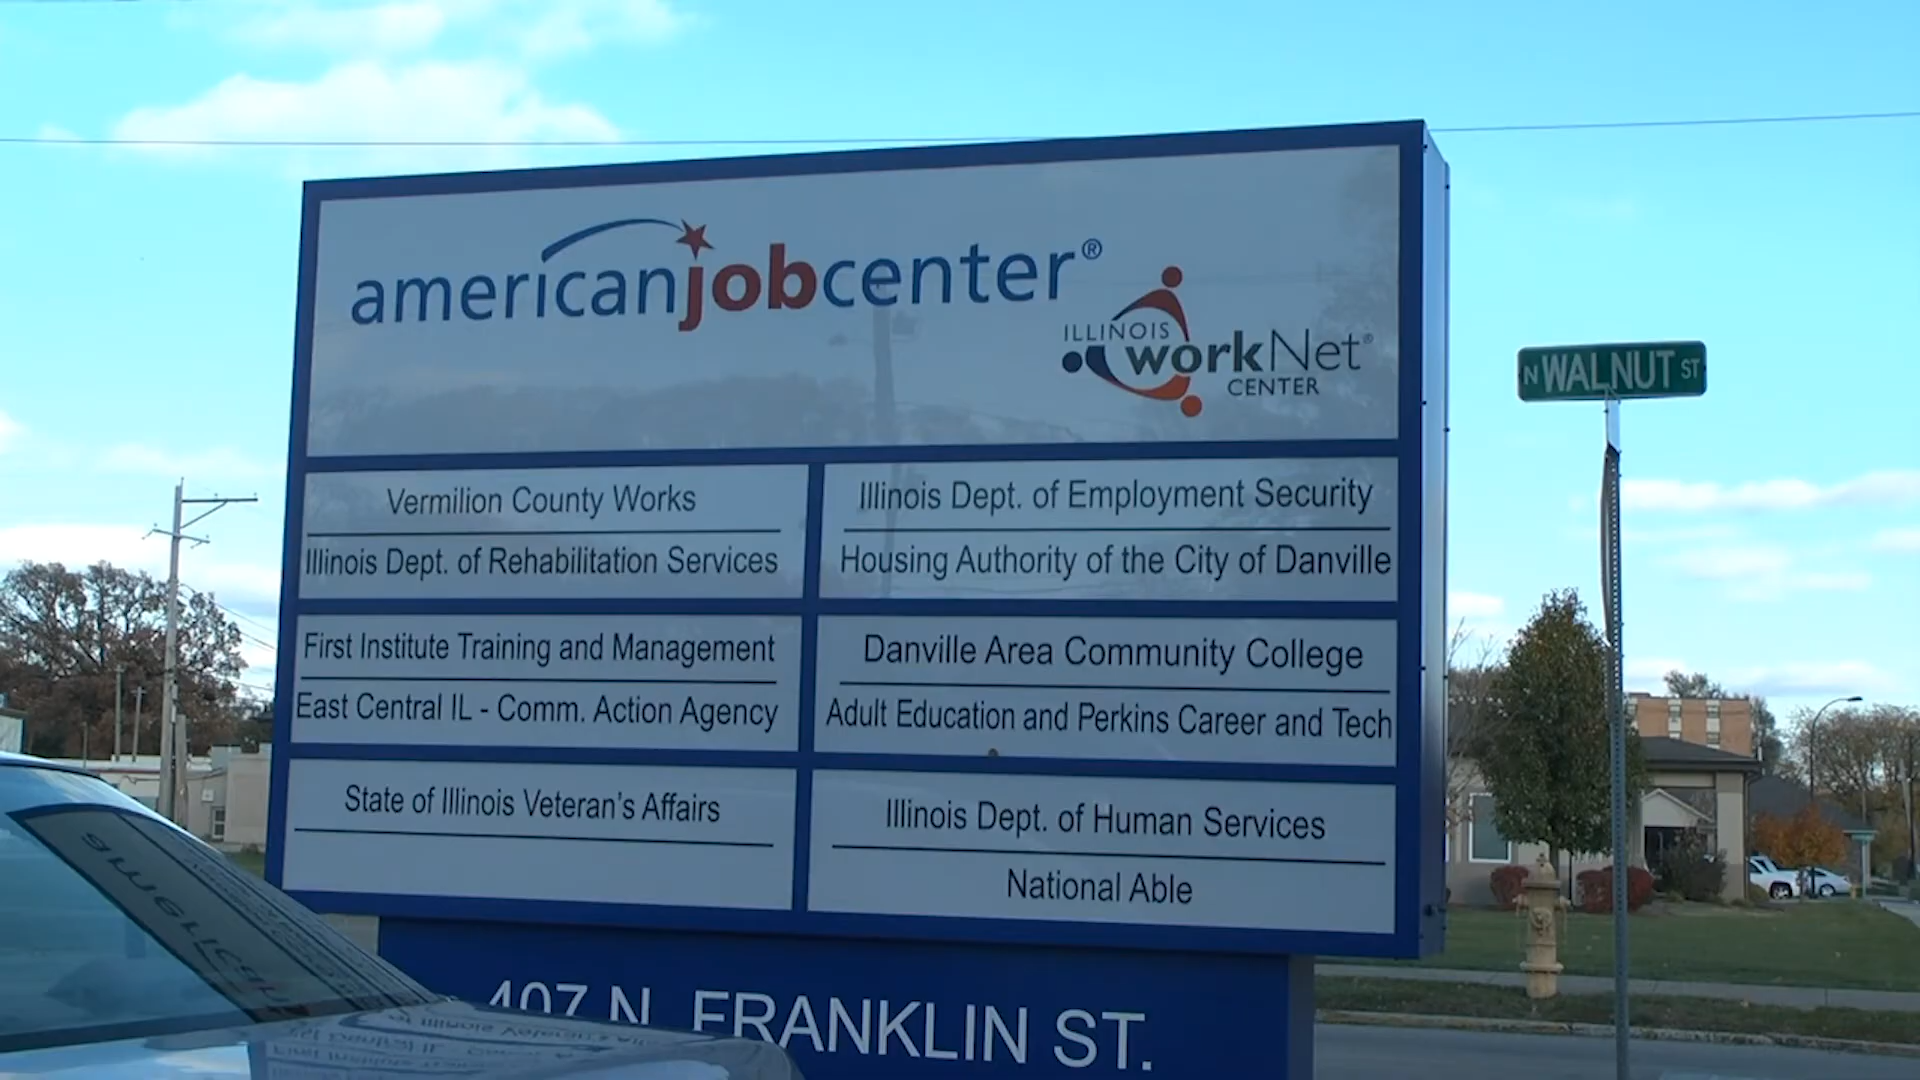 americanjobcenter®
ILLINOIS
workNet®
CENTER
N WALNUT ST
Vermilion County Works
Illinois Dept. of Rehabilitation Services
Illinois Dept. of Employment Security
Housing Authority of the City of Danville
First Institute Training and Management
East Central IL - Comm. Action Agency
Danville Area Community College
Adult Education and Perkins Career and Tech
State of Illinois Veteran's Affairs
Illinois Dept. of Human Services
National Able
407 N. FRANKLIN ST.